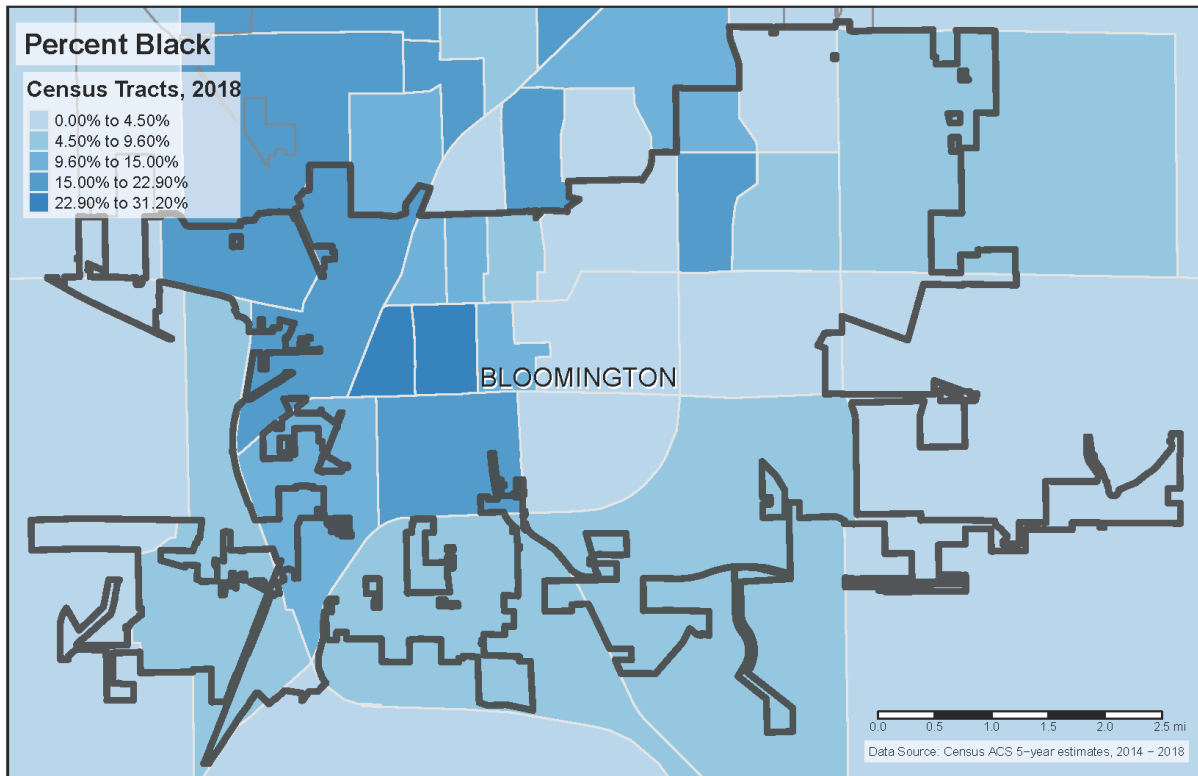 Percent Black
Census Tracts, 2018
0.00% to 4.50%
4.50% to 9.60%
9.60% to 15.00%
15.00% to 22.90%
22.90% to 31.20%
BLOOMINGTON
0.0 0.5 1.0 2.0 2.5 mi
Data Source: Census ACS 5-year estimates, 2014 - 2018